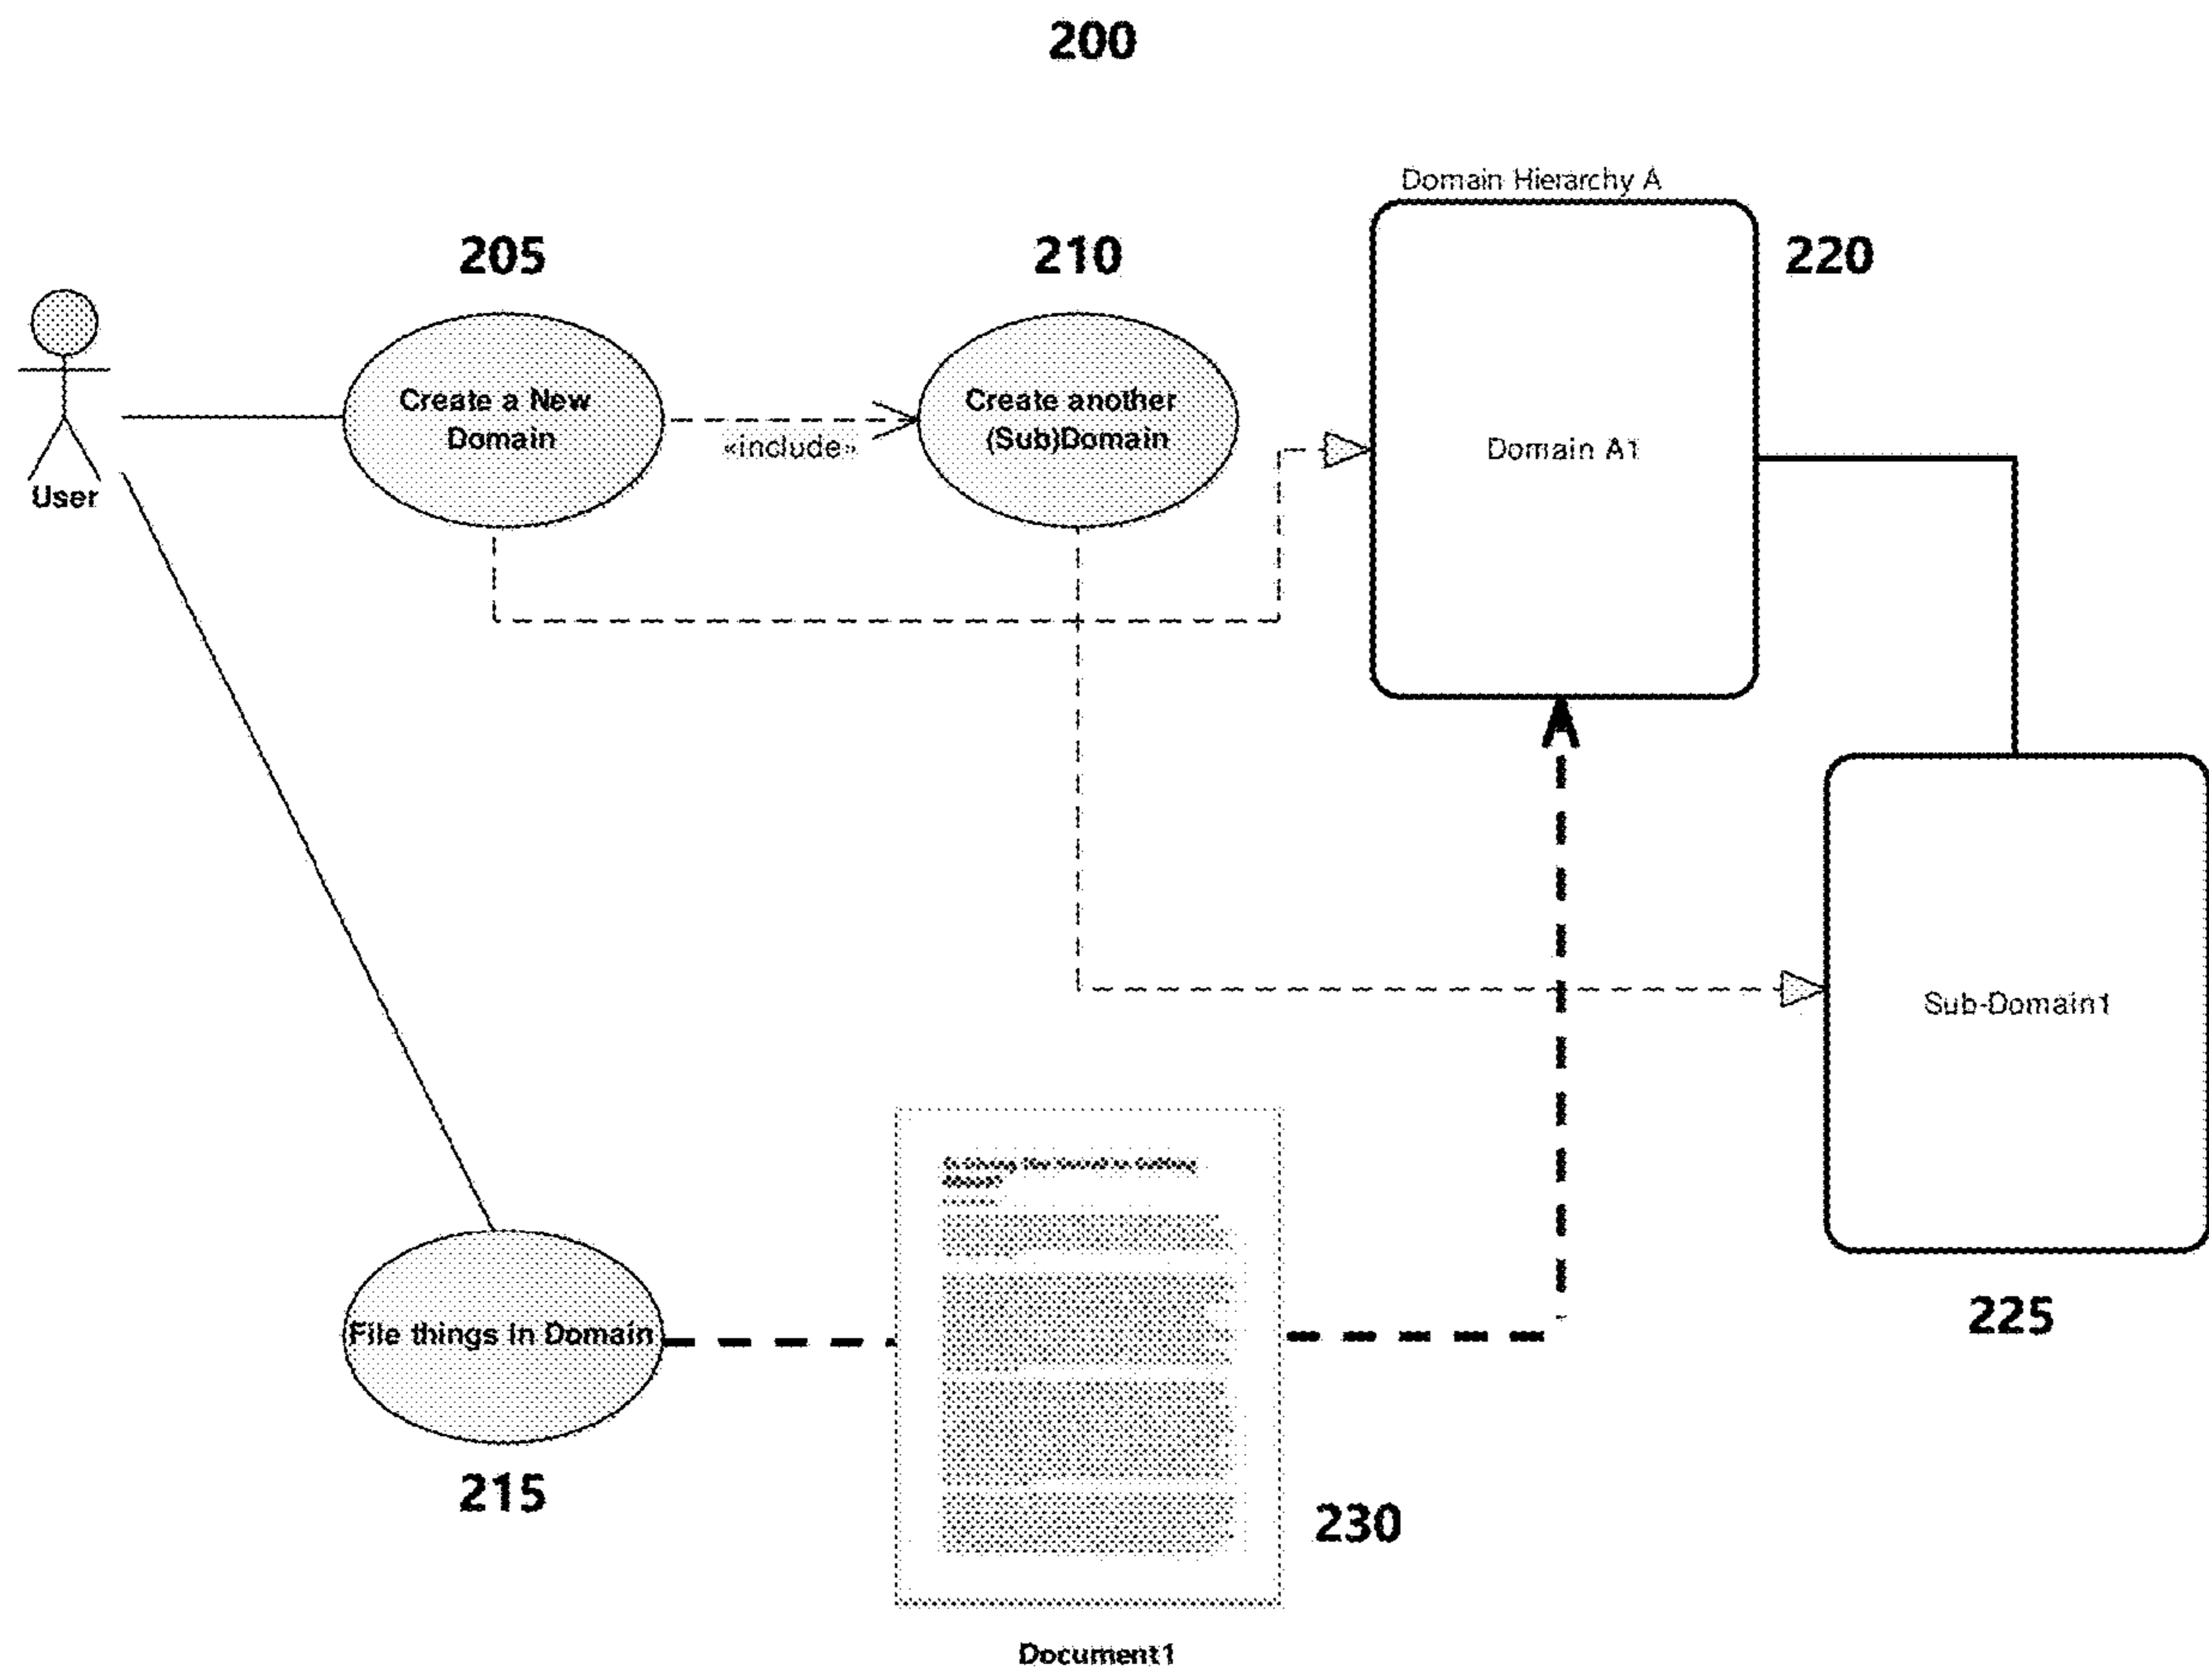 200
Domain Hierarchy A
205
210
220
Create a New
Domain
«include»
Create another
(Sub)Domain
Domain A1
User
Sub-Domain1
225
File things In Domain
215
230
Document1